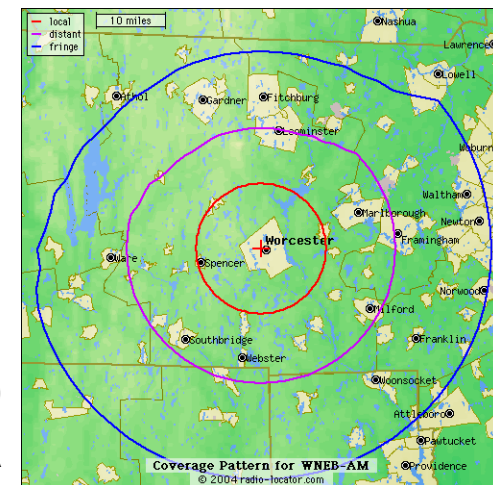 local
distant
fringe
10 miles
Nashua
Lawrence
Lowell
Athol
Gardner
Fitchburg
Leominster
Woburn
Waltham
Marlborough
Newton
Worcester
Framingham
Ware
Spencer
Norwood
Milford
Southbridge
Franklin
Webster
Woonsocket
Attleboro
Pawtucket
Providence
Coverage Pattern for WNEB-AM
© 2004 radio-locator.com